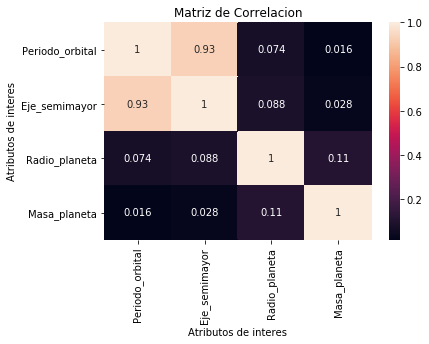 Matriz de Correlacion
Atributos de interes
Periodo_orbital 1 0.93 0.074 0.016
Eje_semimayor 0.93 1 0.088 0.028
Radio_planeta 0.074 0.088 1 0.11
Masa_planeta 0.016 0.028 0.11 1
Periodo_orbital Eje_semimayor Radio_planeta Masa_planeta
Atributos de interes
1.0
0.8
0.6
0.4
0.2